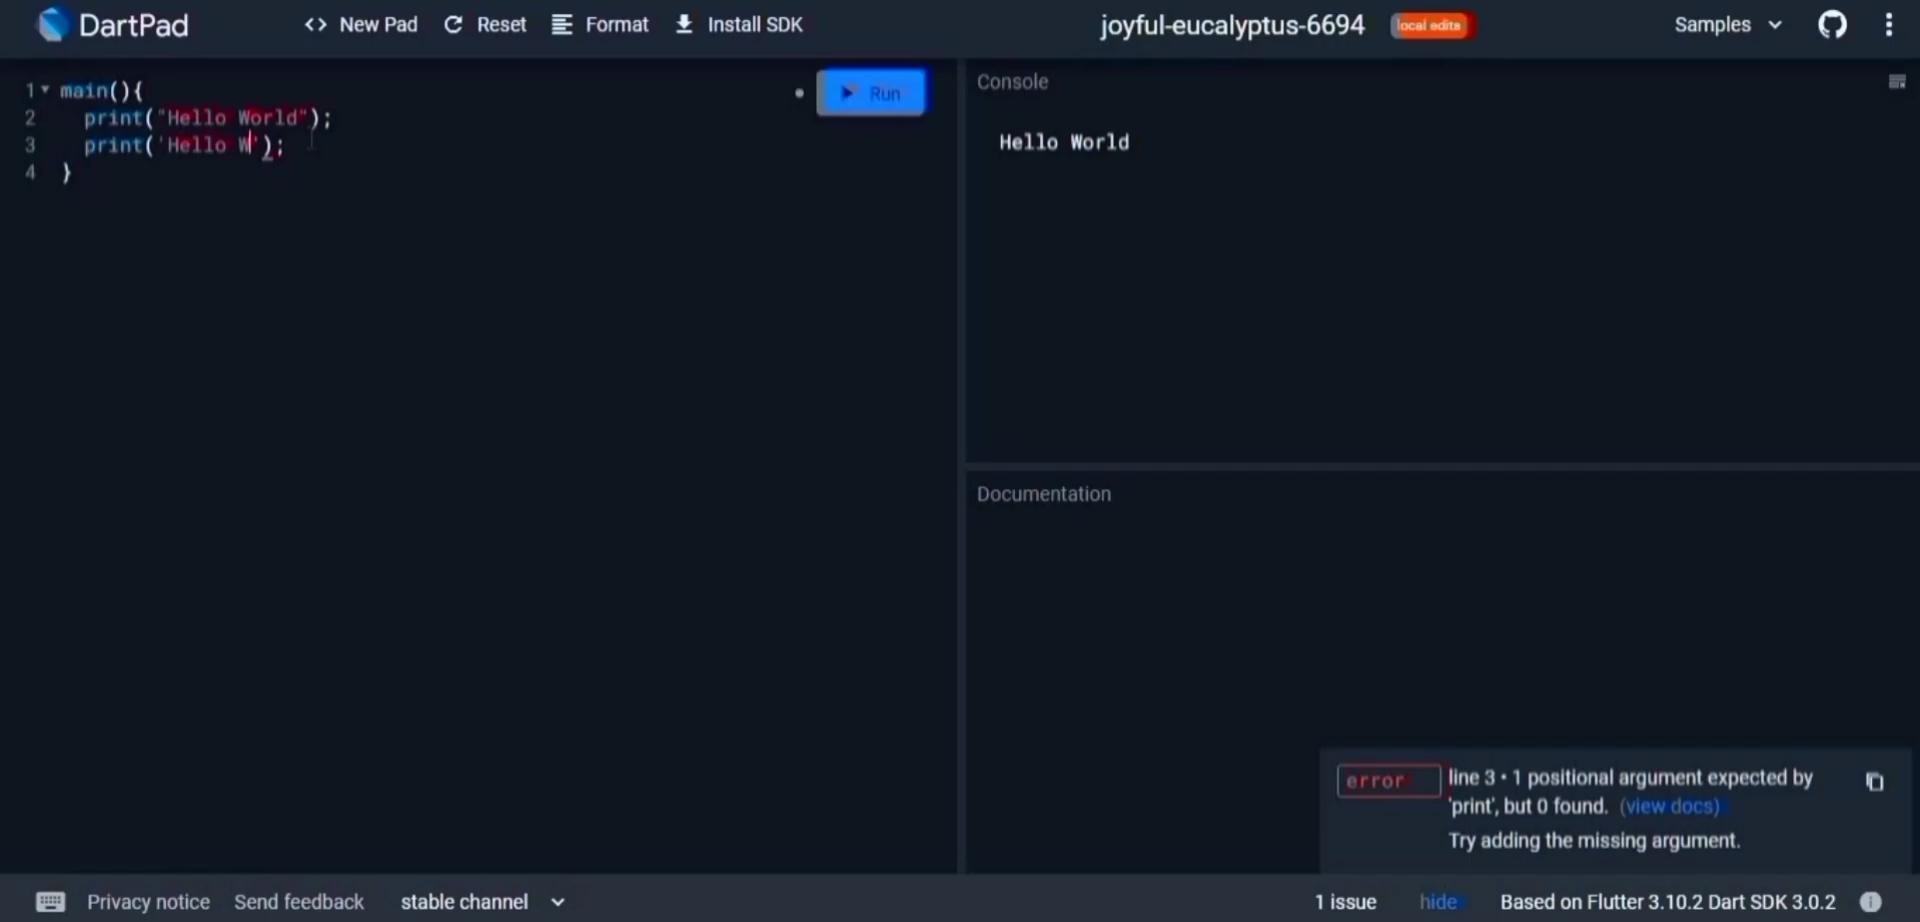 DartPad
<> New Pad
Reset
Format
Install SDK
joyful-eucalyptus-6694
local edits
Samples
1 main(){
2 print("Hello World");
3 print('Hello W');
4 }
Run
Console
Hello World
Documentation
error
line 3 • 1 positional argument expected by
'print', but 0 found. (view docs)
Try adding the missing argument.
Privacy notice
Send feedback
stable channel
1 issue
hide
Based on Flutter 3.10.2 Dart SDK 3.0.2